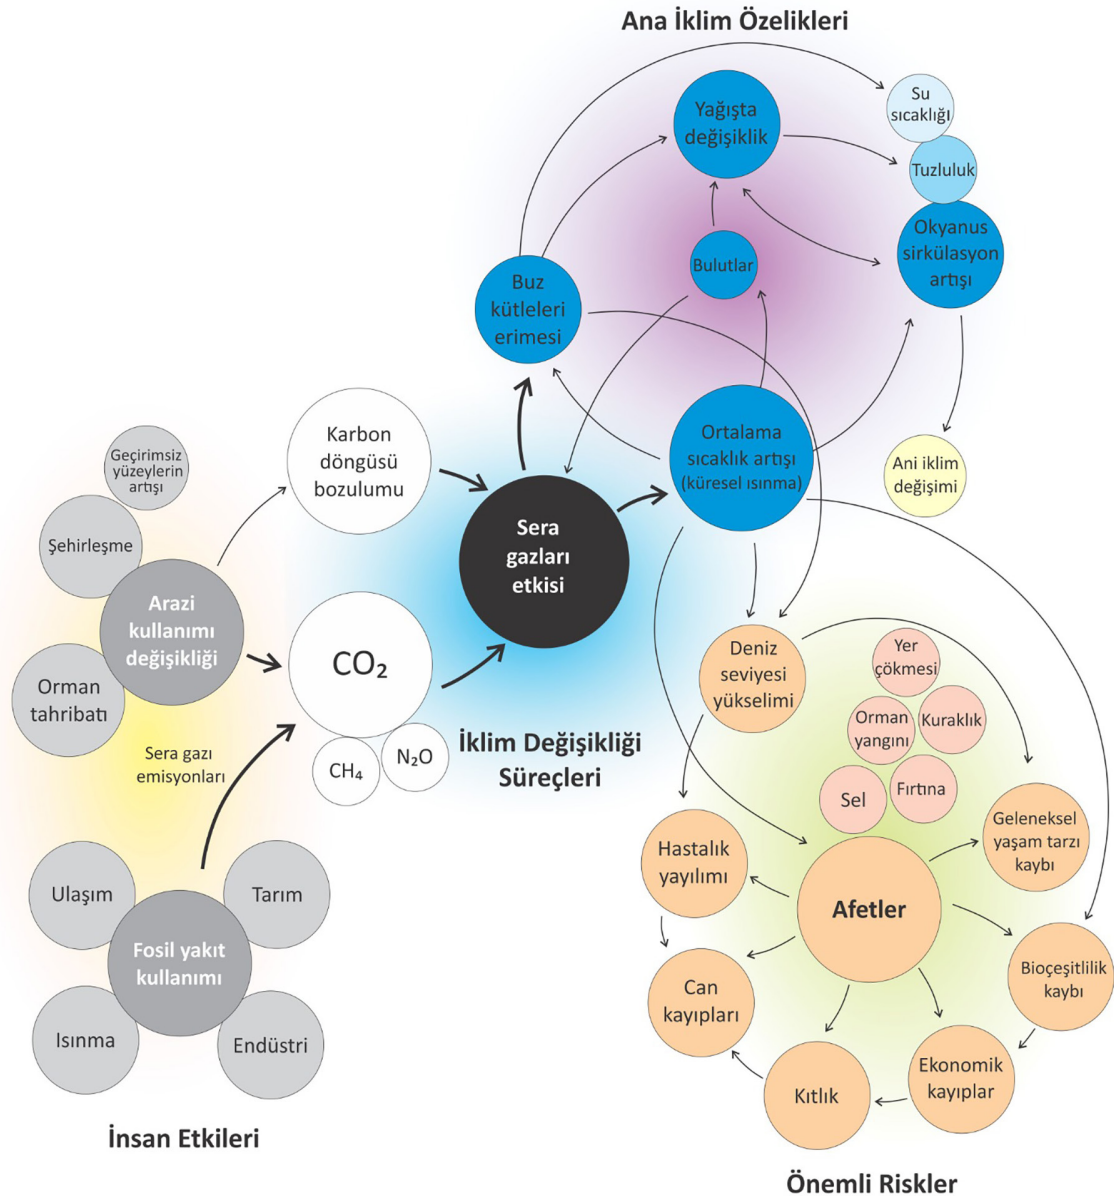 Ana İklim Özelikleri
Su
sıcaklığı
Yağışta
değişiklik
Tuzluluk
Okyanus
sirkülasyon
artışı
Bulutlar
Buz
kütleleri
erimesi
Ortalama
sıcaklık artışı
(küresel ısınma)
Ani iklim
değişimi
Karbon
döngüsü
bozulumu
Geçirimsiz
yüzeylerin
artışı
Şehirleşme
Sera
gazları
etkisi
Arazi
kullanımı
değişikliği
Orman
tahribatı
CO₂
CH₄
N₂O
Sera gazı
emisyonları
İklim Değişikliği
Süreçleri
Deniz
seviyesi
yükselimi
Yer
çökmesi
Orman
yangını
Kuraklık
Sel
Fırtına
Geleneksel
yaşam tarzı
kaybı
Hastalık
yayılımı
Afetler
Ulaşım
Tarım
Fosil yakıt
kullanımı
Isınma
Endüstri
Bioçeşitlilik
kaybı
Can
kayıpları
Ekonomik
kayıplar
Kıtlık
İnsan Etkileri
Önemli Riskler